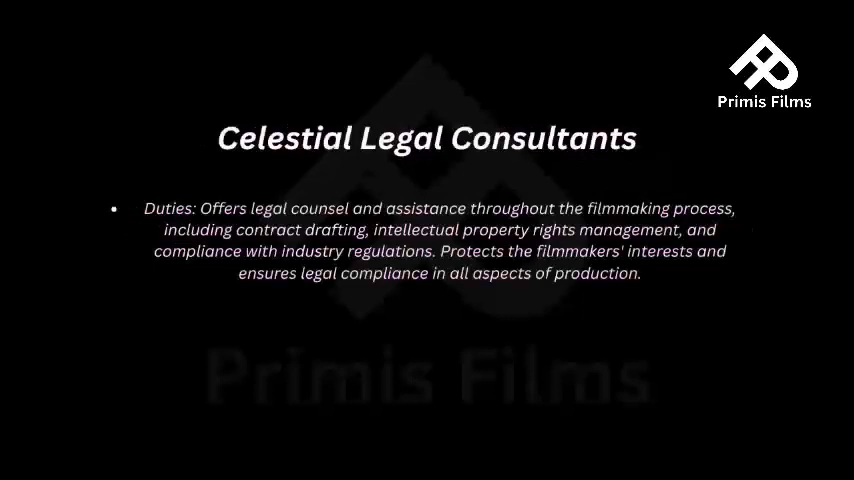 Primis Films
Celestial Legal Consultants
• Duties: Offers legal counsel and assistance throughout the filmmaking process,
including contract drafting, intellectual property rights management, and
compliance with industry regulations. Protects the filmmakers' interests and
ensures legal compliance in all aspects of production.
Primis Films